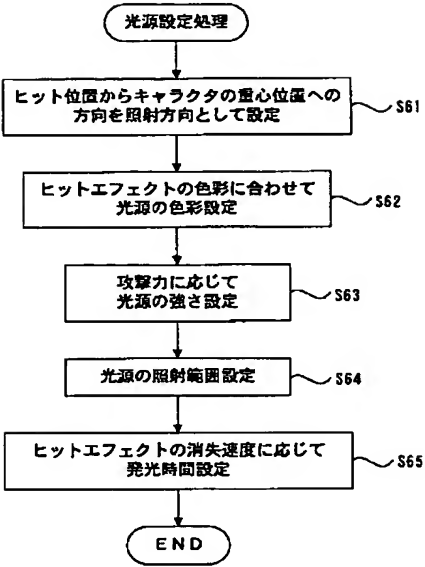 光源設定処理
ヒット位置からキャラクタの重心位置への
方向を照射方向として設定
S61
ヒットエフェクトの色彩に合わせて
光源の色彩設定
S62
攻撃力に応じて
光源の強さ設定
S63
光源の照射範囲設定
S64
ヒットエフェクトの消失速度に応じて
発光時間設定
S65
END